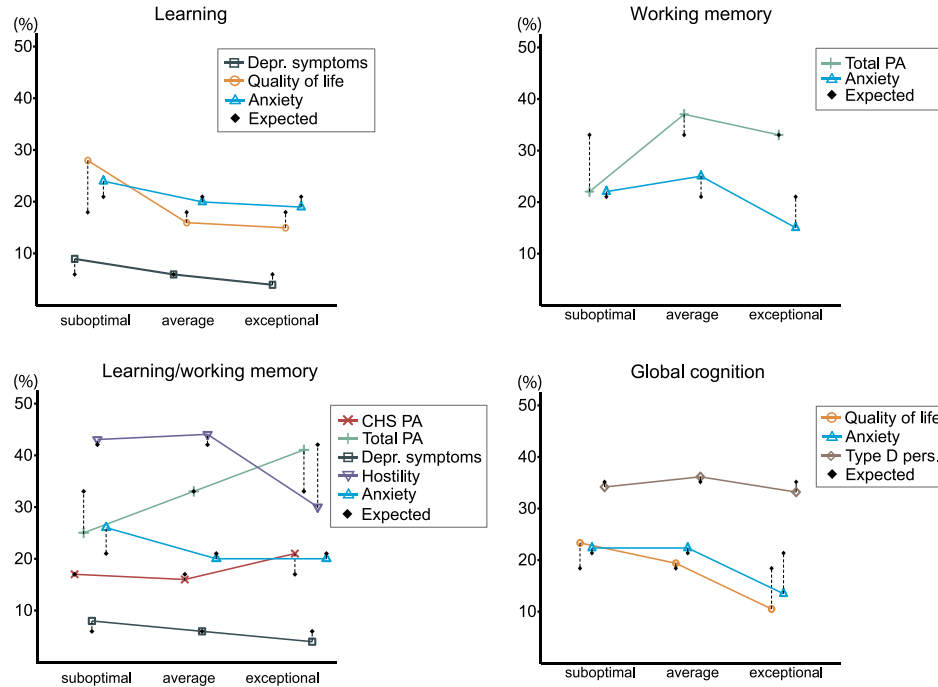 Learning
(%)
50
40
30
20
10
Depr. symptoms
Quality of life
Anxiety
Expected
suboptimal average exceptional
Working memory
(%)
50
40
30
20
10
Total PA
Anxiety
Expected
suboptimal average exceptional
Learning/working memory
(%)
50
40
30
20
10
CHS PA
Total PA
Depr. symptoms
Hostility
Anxiety
Expected
suboptimal average exceptional
Global cognition
(%)
50
40
30
20
10
Quality of life
Anxiety
Type D pers.
Expected
suboptimal average exceptional